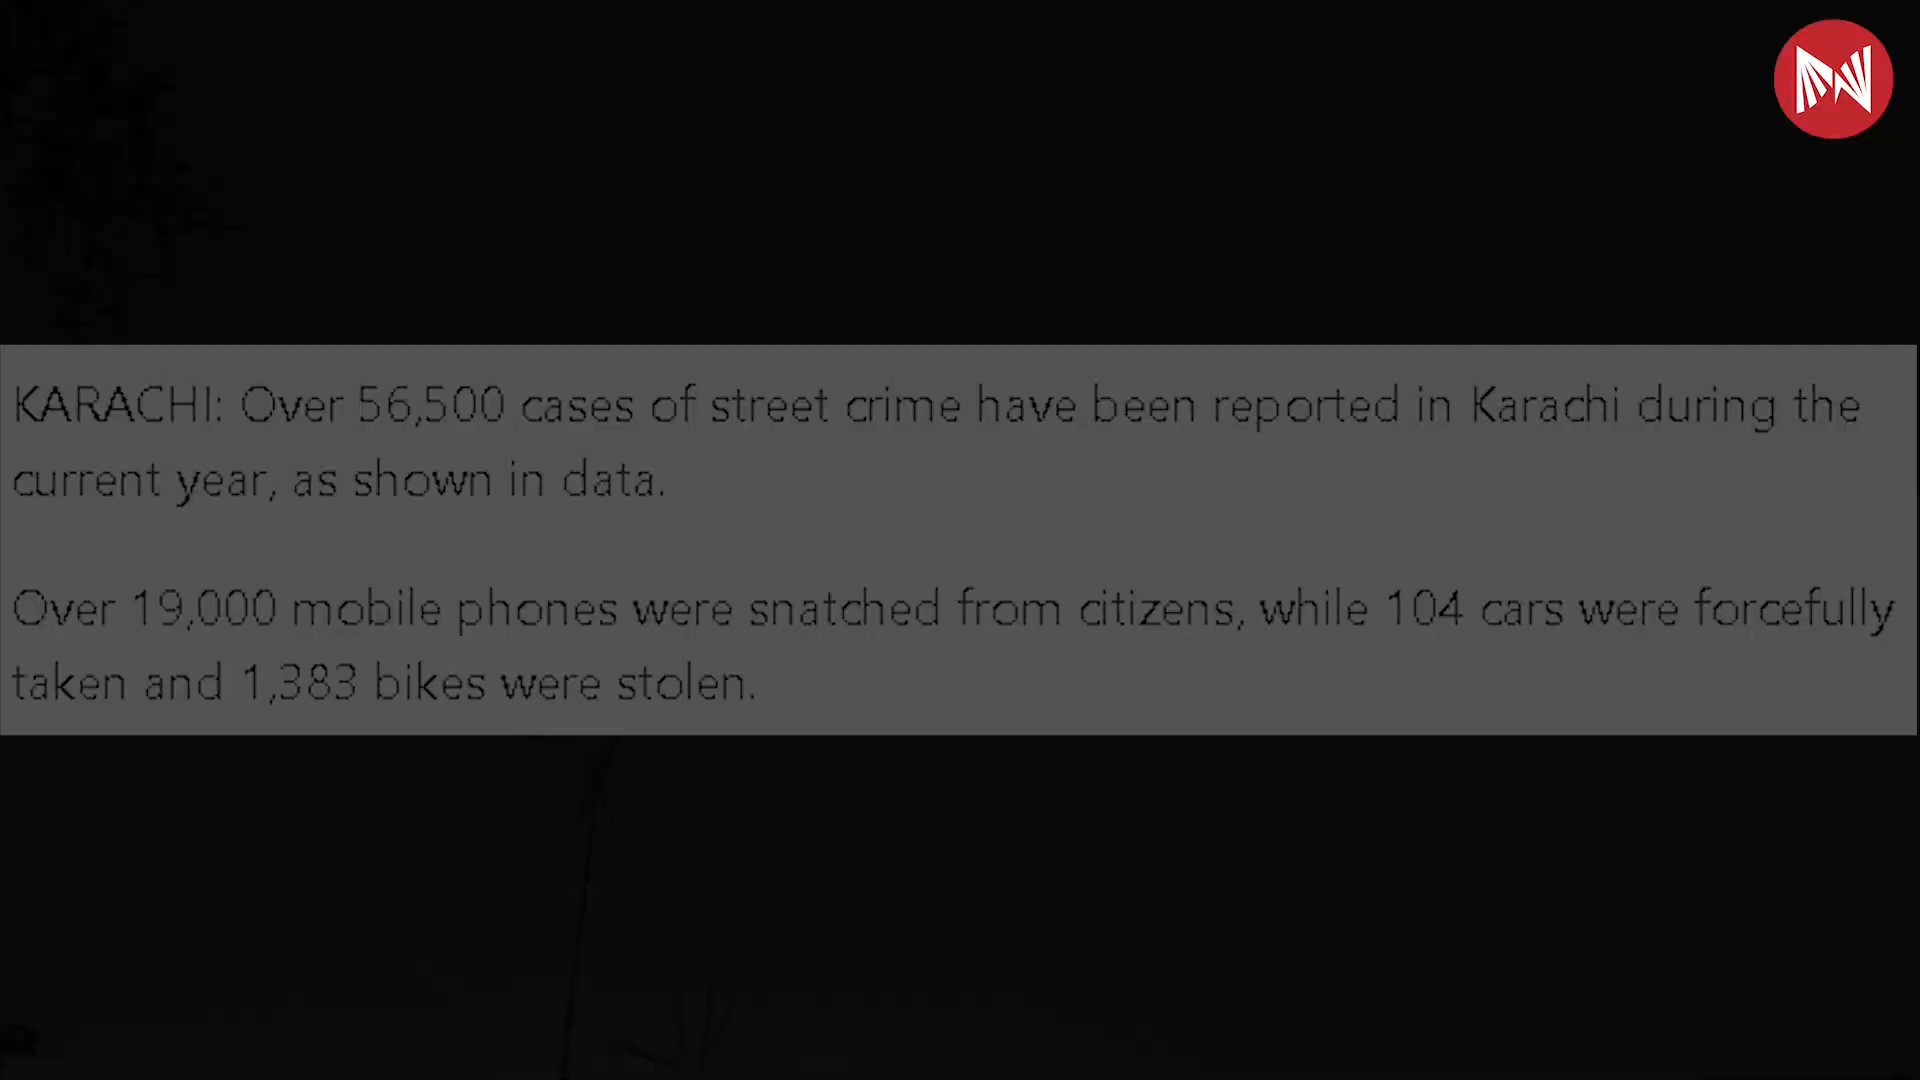 KARACHI: Over 56,500 cases of street crime have been reported in Karachi during the
current year, as shown in data.
Over 19,000 mobile phones were snatched from citizens, while 104 cars were forcefully
taken and 1,383 bikes were stolen.